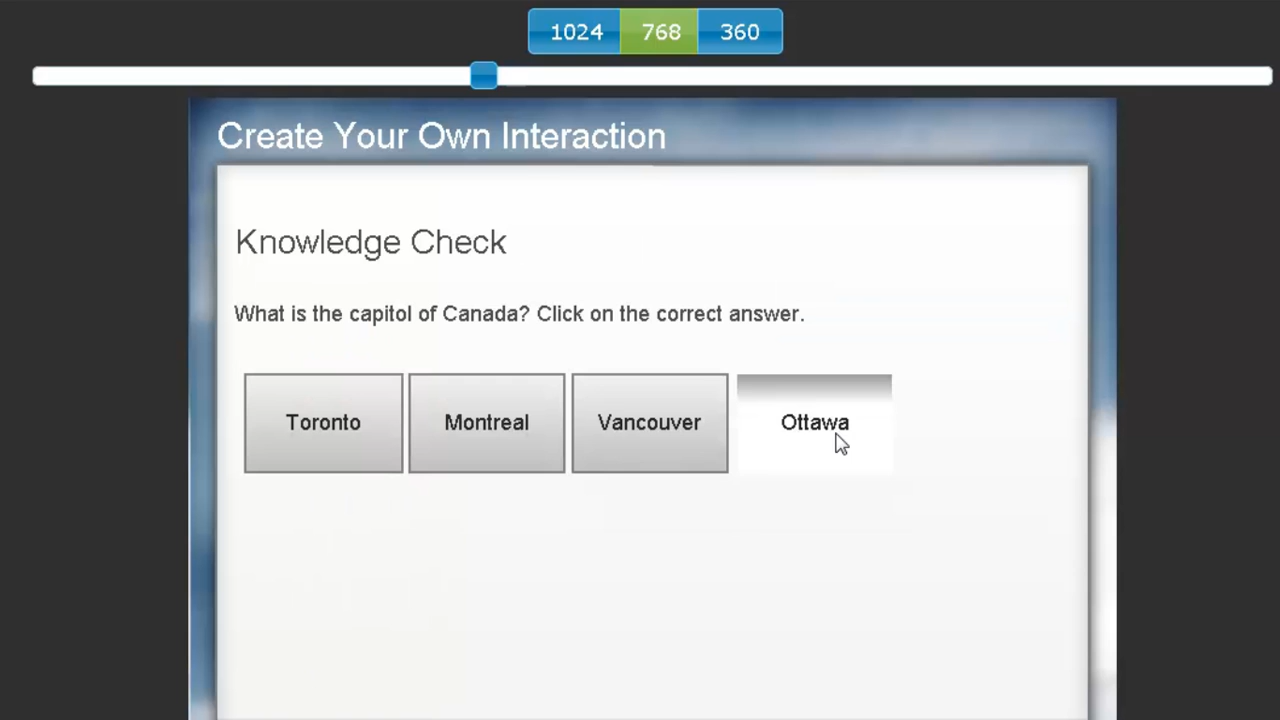 1024 768 360
Create Your Own Interaction
Knowledge Check
What is the capitol of Canada? Click on the correct answer.
Toronto Montreal Vancouver Ottawa